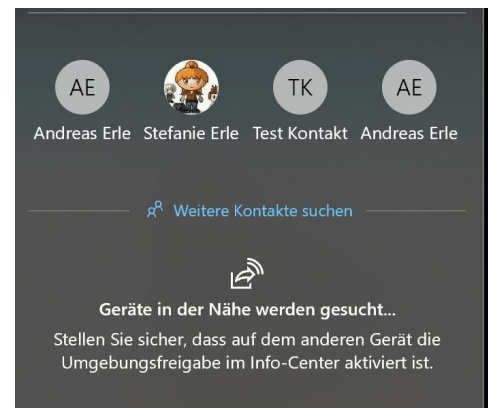 AE TK AE
Andreas Erle Stefanie Erle Test Kontakt Andreas Erle
Weitere Kontakte suchen
Geräte in der Nähe werden gesucht...
Stellen Sie sicher, dass auf dem anderen Gerät die
Umgebungsfreigabe im Info-Center aktiviert ist.